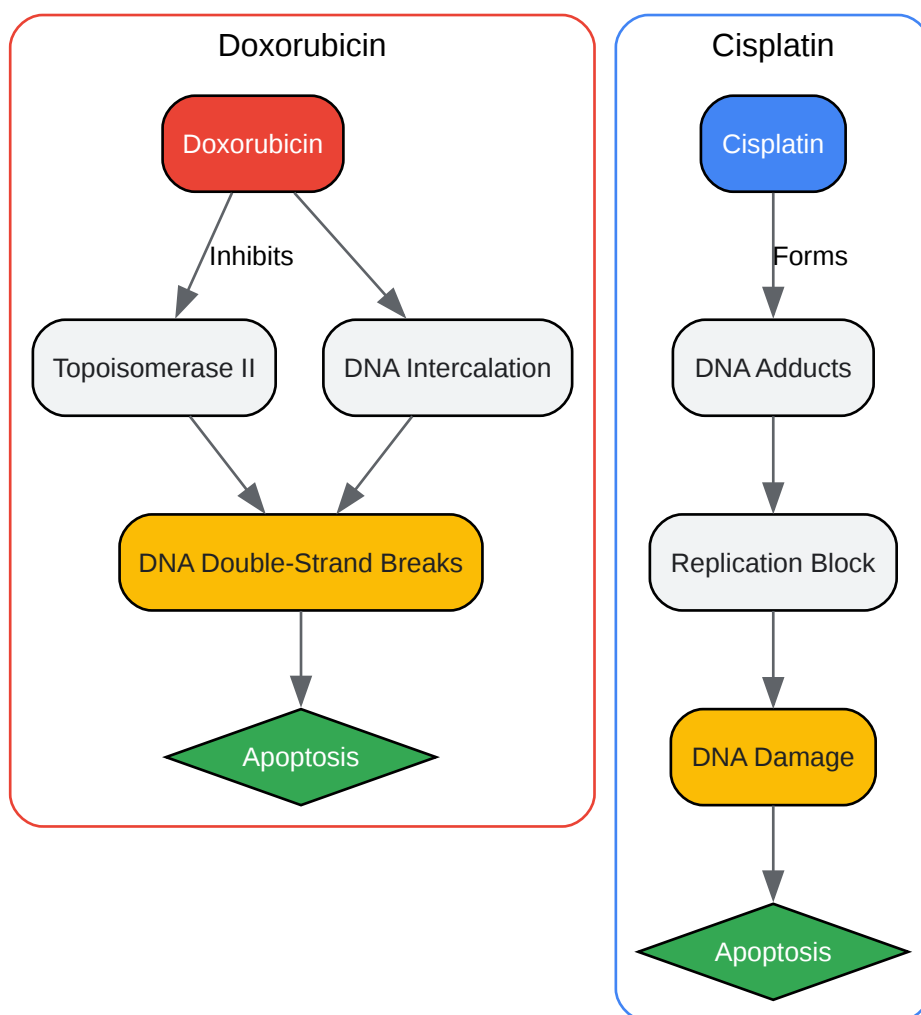 Doxorubicin
Doxorubicin
Inhibits
Topoisomerase II
DNA Intercalation
DNA Double-Strand Breaks
Apoptosis
Cisplatin
Cisplatin
Forms
DNA Adducts
Replication Block
DNA Damage
Apoptosis